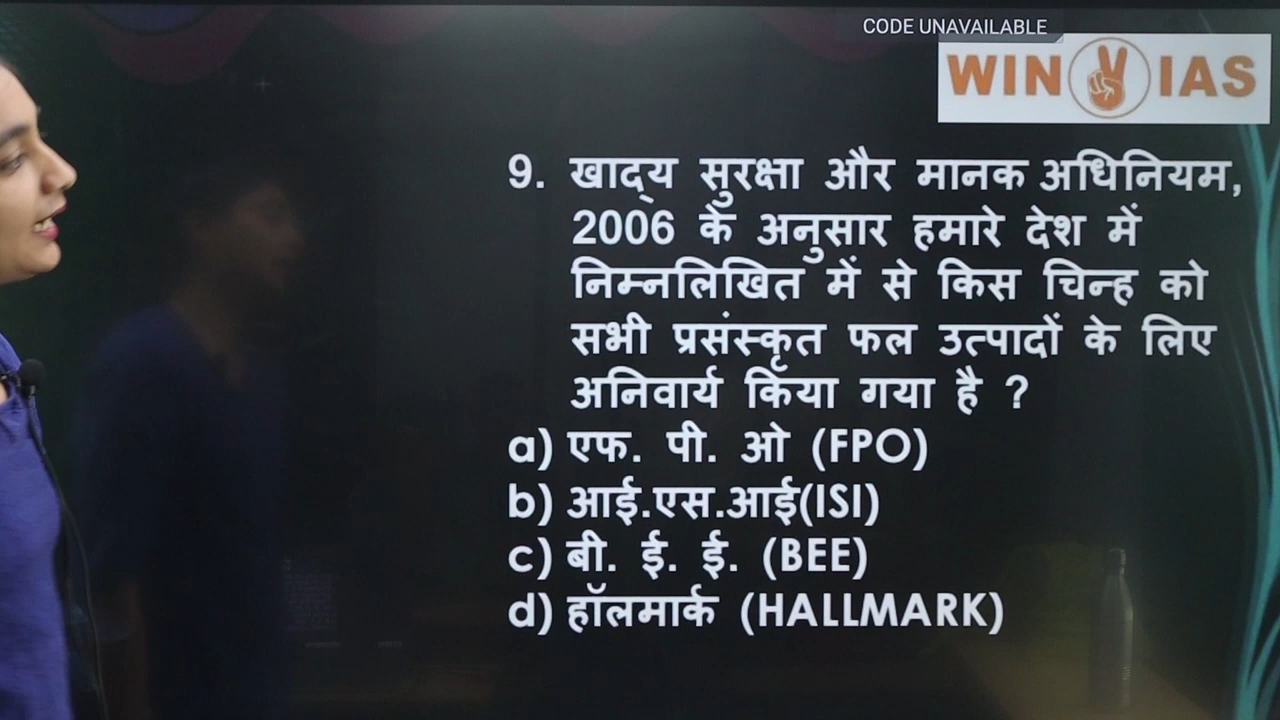 CODE UNAVAILABLE
WIN IAS
9. खाद्य सुरक्षा और मानक अधिनियम,
2006 के अनुसार हमारे देश में
निम्नलिखित में से किस चिन्ह को
सभी प्रसंस्कृत फल उत्पादों के लिए
अनिवार्य किया गया है ?
a) एफ. पी. ओ (FPO)
b) आई.एस.आई(ISI)
c) बी. ई. ई. (BEE)
d) हॉलमार्क (HALLMARK)